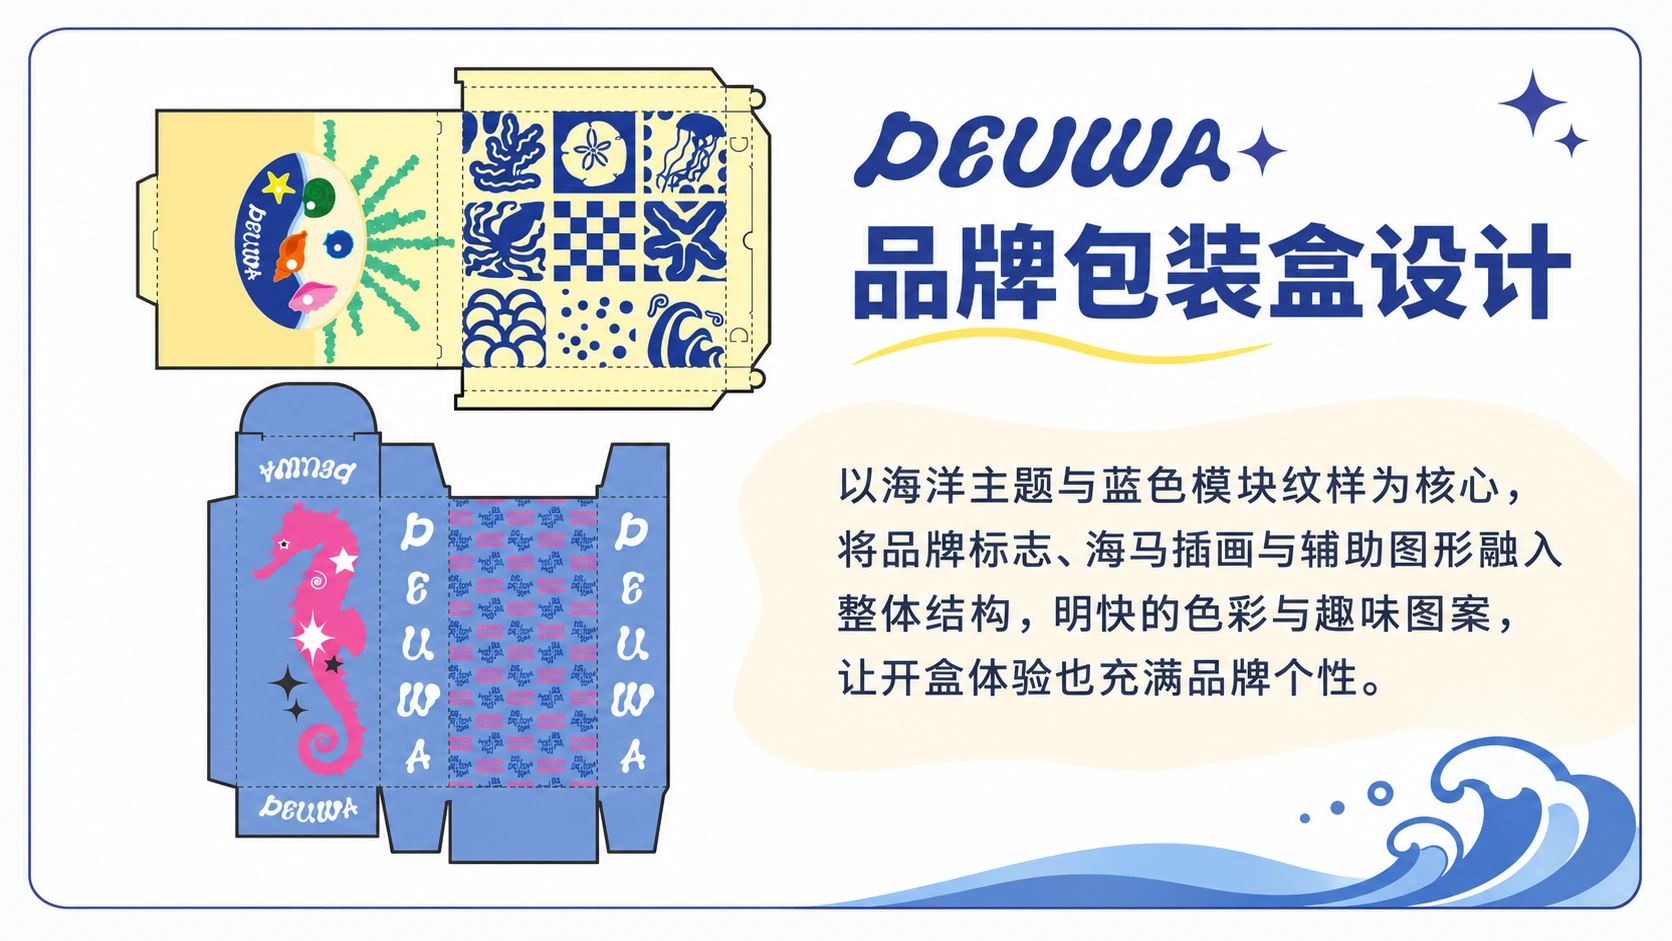 DEUWA
品牌包装盒设计
以海洋主题与蓝色模块纹样为核心，
将品牌标志、海马插画与辅助图形融入
整体结构，明快的色彩与趣味图案，
让开盒体验也充满品牌个性。
DEUWA
D
C
DEUWA
D
E
U
W
A
D
E
U
W
A
DEUWA